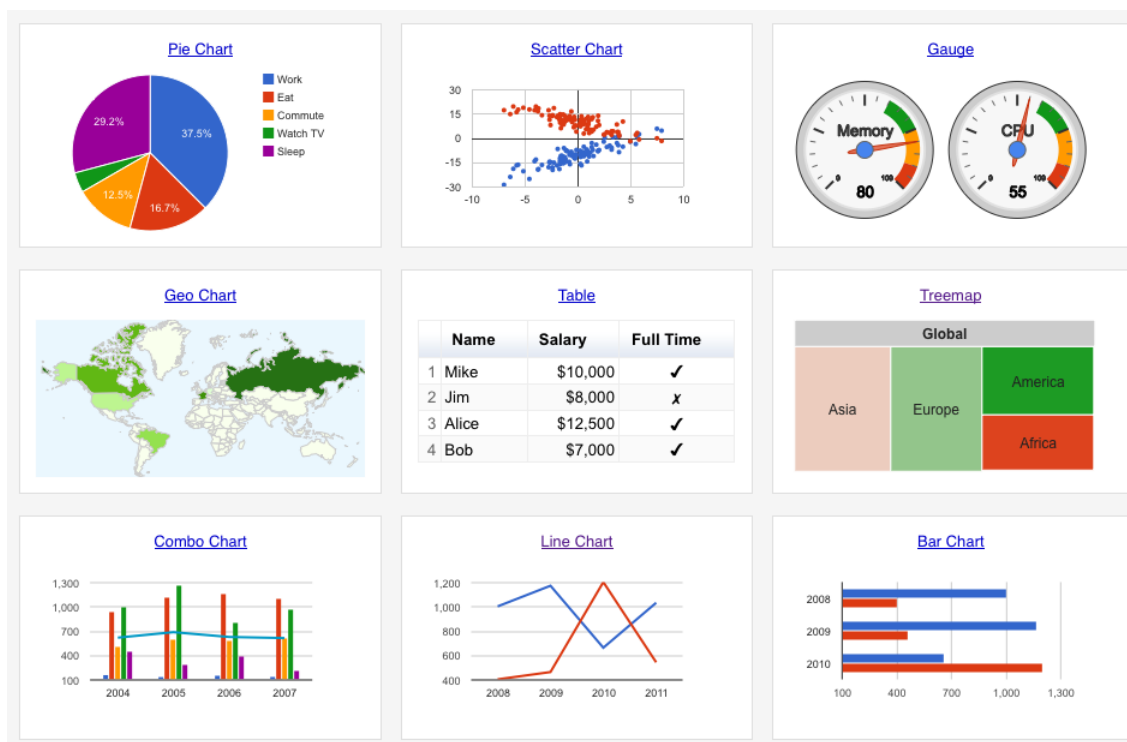 Pie Chart
Work
Eat
Commute
Watch TV
Sleep
29.2%
37.5%
12.5%
16.7%
Scatter Chart
30
15
0
-15
-30
-10 -5 0 5 10
Gauge
Memory
0 100
80
CPU
0 100
55
Geo Chart
Table
Name Salary Full Time
1 Mike $10,000 ✔
2 Jim $8,000 ✗
3 Alice $12,500 ✔
4 Bob $7,000 ✔
Treemap
Global
Asia
Europe
America
Africa
Combo Chart
1,300
1,000
700
400
100
2004 2005 2006 2007
Line Chart
1,200
1,000
800
600
400
2008 2009 2010 2011
Bar Chart
2008
2009
2010
100 400 700 1,000 1,300